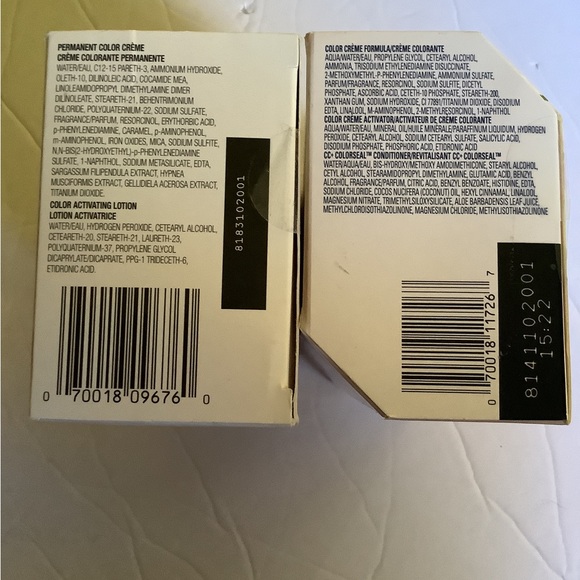 PERMANENT COLOR CRÈME
CRÈME COLORANTE PERMANENTE
WATER/EAU, C12-15 PARETH-3, AMMONIUM HYDROXIDE,
OLETH-10, DILINOLEIC ACID, COCAMIDE MEA,
LINOLEAMIDOPROPYL DIMETHYLAMINE DIMER
DILINOLEATE, STEARETH-21, BEHENTRIMONIUM
CHLORIDE, POLYQUATERNIUM-22, SODIUM SULFATE,
FRAGRANCE/PARFUM, RESORCINOL, ERYTHORBIC ACID,
p-PHENYLENEDIAMINE, CARAMEL, p-AMINOPHENOL,
m-AMINOPHENOL, IRON OXIDES, MICA, SODIUM SULFITE,
N,N-BIS(2-HYDROXYETHYL)-p-PHENYLENEDIAMINE
SULFATE, 1-NAPHTHOL, SODIUM METASILICATE, EDTA,
SARGASSUM FILIPENDULA EXTRACT, HYPNEA
MUSCIFORMIS EXTRACT, GELLIDIELA ACEROSA EXTRACT,
TITANIUM DIOXIDE.
COLOR ACTIVATING LOTION
LOTION ACTIVATRICE
WATER/EAU, HYDROGEN PEROXIDE, CETEARYL ALCOHOL,
CETEARETH-20, STEARETH-21, LAURETH-23,
POLYQUATERNIUM-37, PROPYLENE GLYCOL
DICAPRYLATE/DICAPRATE, PPG-1 TRIDECETH-6,
ETIDRONIC ACID.
8183102001
0 70018 09676 0
COLOR CRÈME FORMULA/CRÈME COLORANTE
AQUA/WATER/EAU, PROPYLENE GLYCOL, CETEARYL ALCOHOL,
AMMONIA, TRISODIUM ETHYLENEDIAMINE DISUCCINATE,
2-METHOXYMETHYL-P-PHENYLENEDIAMINE, AMMONIUM SULFATE,
PARFUM/FRAGRANCE, RESORCINOL, SODIUM SULFITE, DICETYL
PHOSPHATE, ASCORBIC ACID, CETETH-10 PHOSPHATE, STEARETH-200,
XANTHAN GUM, SODIUM HYDROXIDE, CI 77891/TITANIUM DIOXIDE, DISODIUM
EDTA, LINALOOL, M-AMINOPHENOL, 2-METHYLRESORCINOL, 1-NAPHTHOL
COLOR CRÈME ACTIVATOR/ACTIVATEUR DE CRÈME COLORANTE
AQUA/WATER/EAU, MINERAL OIL/HUILE MINÉRALE/PARAFFINUM LIQUIDUM, HYDROGEN
PEROXIDE, CETEARYL ALCOHOL, SODIUM CETEARYL SULFATE, SALICYLIC ACID,
DISODIUM PHOSPHATE, PHOSPHORIC ACID, ETIDRONIC ACID
CC+ COLORSEAL™ CONDITIONER/REVITALISANT CC+ COLORSEAL™
WATER/AQUA/EAU, BIS-HYDROXY/METHOXY AMODIMETHICONE, STEARYL ALCOHOL,
CETYL ALCOHOL, STEARAMIDOPROPYL DIMETHYLAMINE, GLUTAMIC ACID, BENZYL
ALCOHOL, FRAGRANCE/PARFUM, CITRIC ACID, BENZYL BENZOATE, HISTIDINE, EDTA,
SODIUM CHLORIDE, COCOS NUCIFERA (COCONUT) OIL, HEXYL CINNAMAL, LINALOOL,
MAGNESIUM NITRATE, TRIMETHYLSILOXYSILICATE, ALOE BARBADENSIS LEAF JUICE,
METHYLCHLOROISOTHIAZOLINONE, MAGNESIUM CHLORIDE, METHYLISOTHIAZOLINONE
0 70018 11726 7
8141102001
15:22